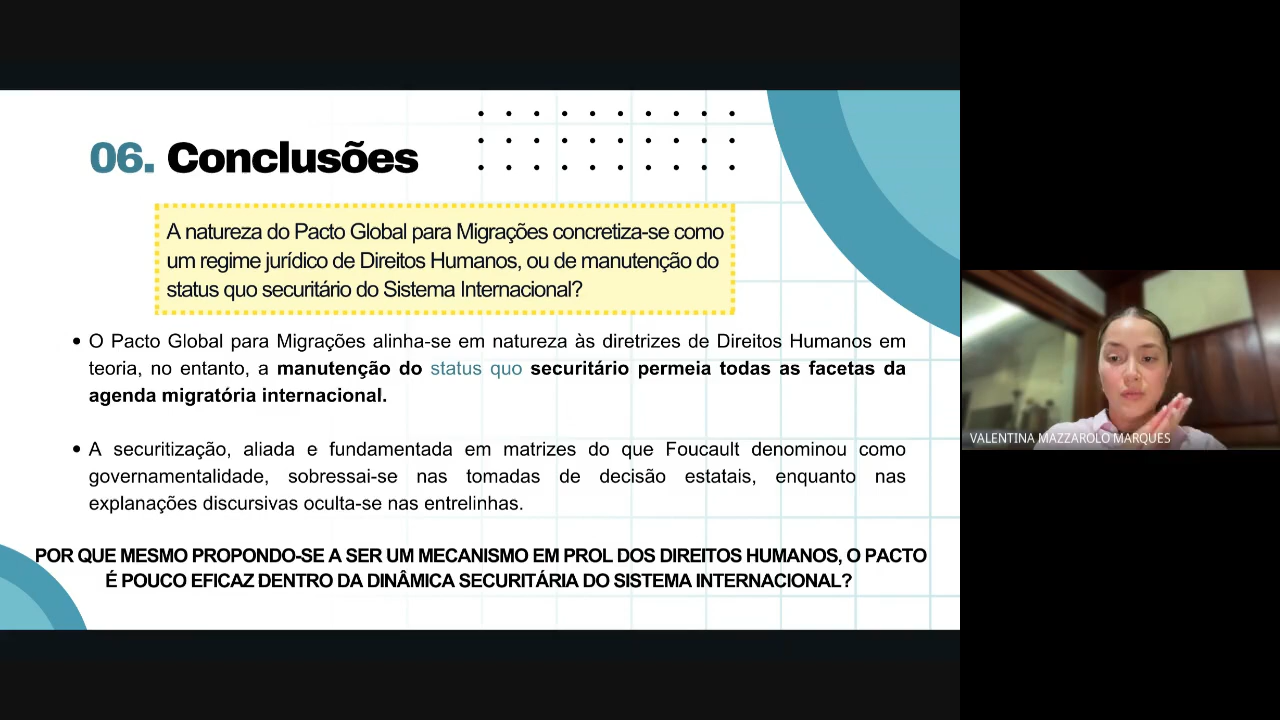 06. Conclusões
A natureza do Pacto Global para Migrações concretiza-se como
um regime jurídico de Direitos Humanos, ou de manutenção do
status quo securitário do Sistema Internacional?
• O Pacto Global para Migrações alinha-se em natureza às diretrizes de Direitos Humanos em
teoria, no entanto, a manutenção do status quo securitário permeia todas as facetas da
agenda migratória internacional.
• A securitização, aliada e fundamentada em matrizes do que Foucault denominou como
governamentalidade, sobressai-se nas tomadas de decisão estatais, enquanto nas
explanações discursivas oculta-se nas entrelinhas.
POR QUE MESMO PROPONDO-SE A SER UM MECANISMO EM PROL DOS DIREITOS HUMANOS, O PACTO
É POUCO EFICAZ DENTRO DA DINÂMICA SECURITÁRIA DO SISTEMA INTERNACIONAL?
VALENTINA MAZZAROLO MARQUES